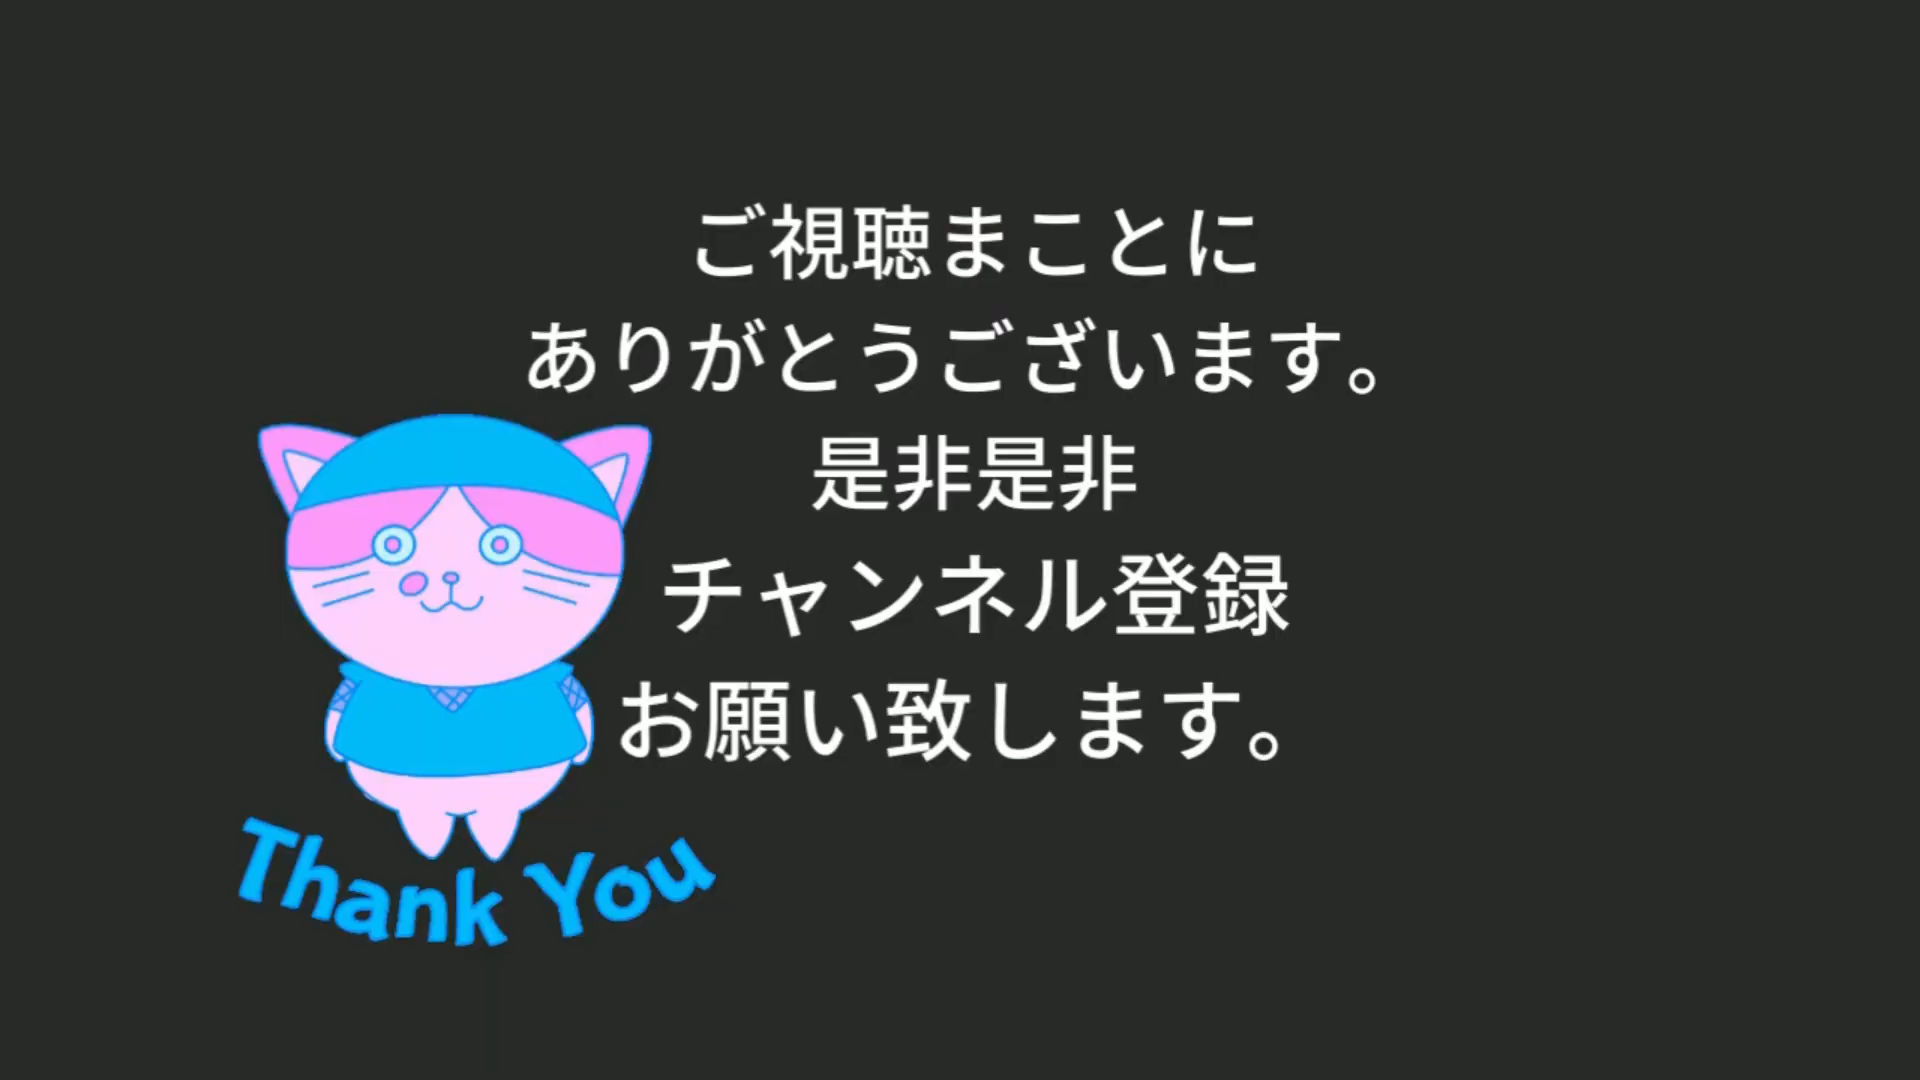 ご視聴まことに
ありがとうございます。
是非是非
チャンネル登録
お願い致します。
Thank You